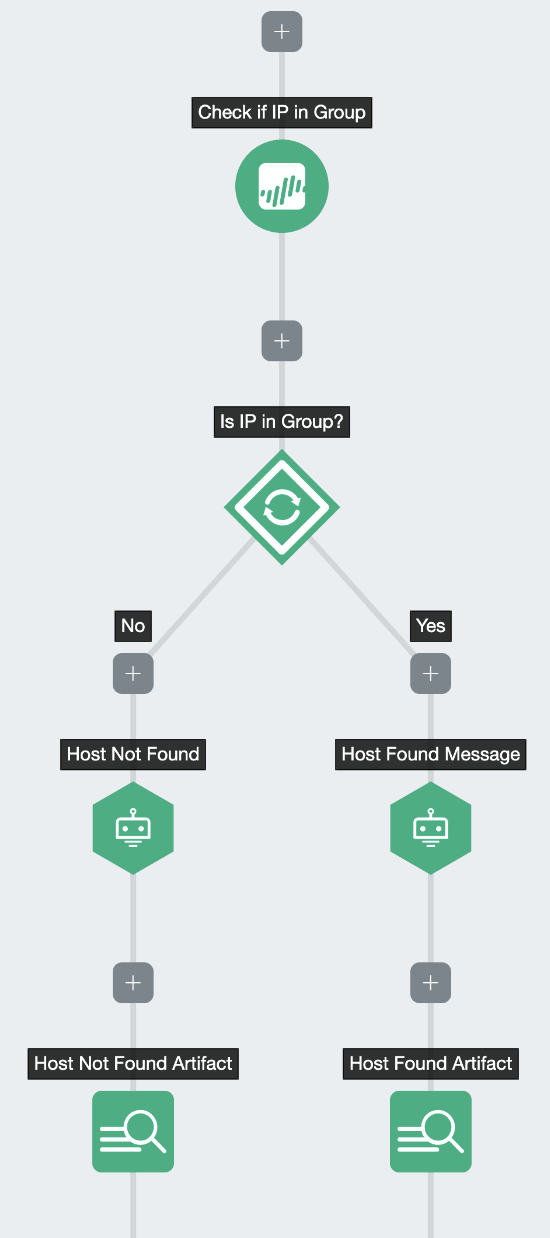 Check if IP in Group
Is IP in Group?
No
Yes
Host Not Found
Host Found Message
Host Not Found Artifact
Host Found Artifact